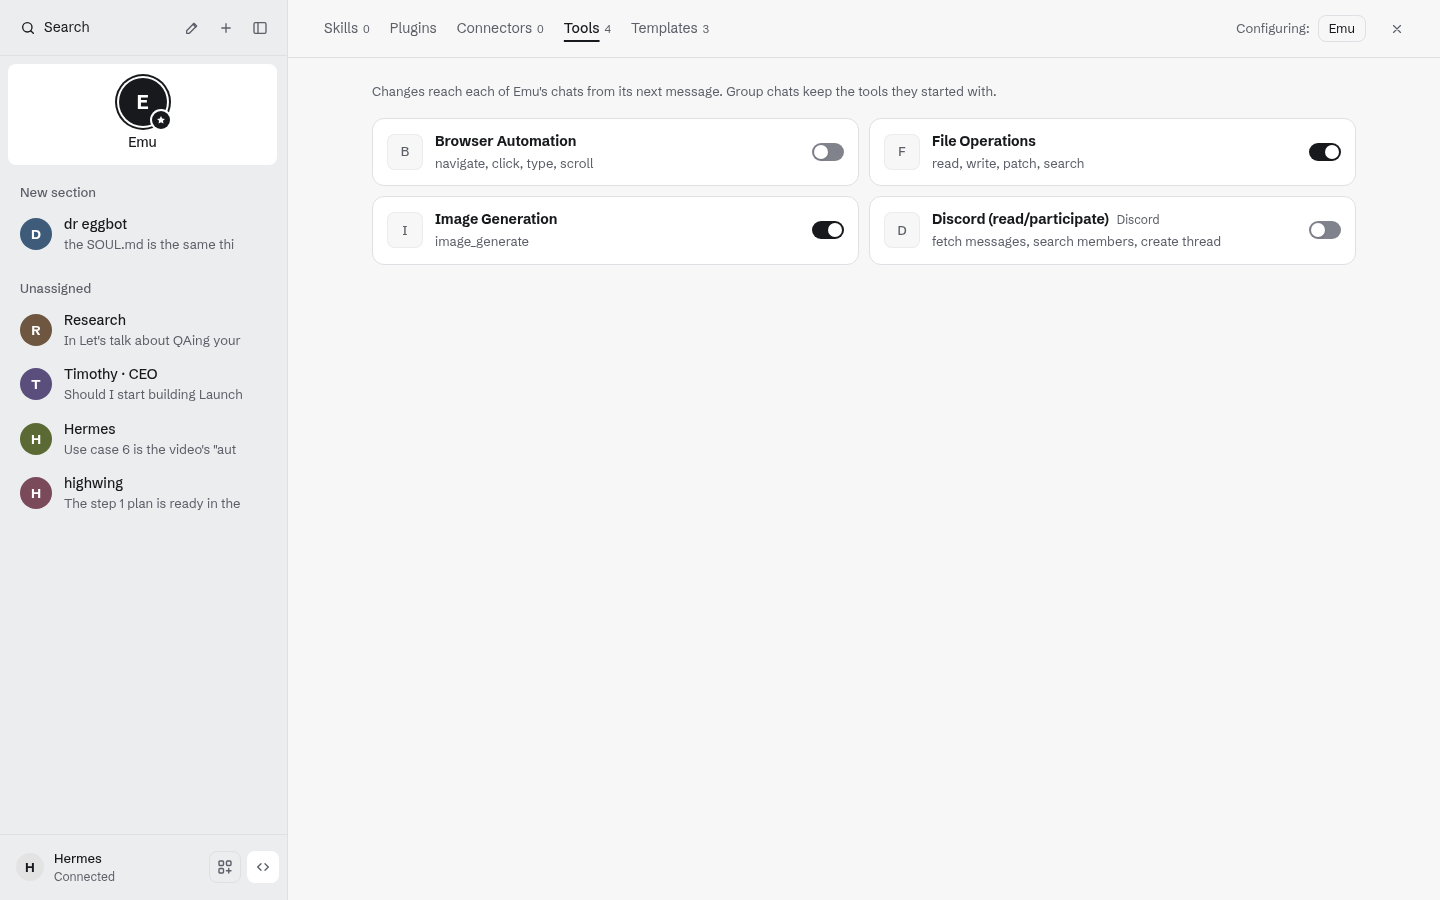 Search
E
Emu
New section
D
dr eggbot
the SOUL.md is the same thi
Unassigned
R
Research
In Let's talk about QAing your
T
Timothy · CEO
Should I start building Launch
H
Hermes
Use case 6 is the video's "aut
H
highwing
The step 1 plan is ready in the
H
Hermes
Connected
Skills 0 Plugins Connectors 0 Tools 4 Templates 3
Configuring: Emu
Changes reach each of Emu's chats from its next message. Group chats keep the tools they started with.
B
Browser Automation
navigate, click, type, scroll
F
File Operations
read, write, patch, search
I
Image Generation
image_generate
D
Discord (read/participate) Discord
fetch messages, search members, create thread